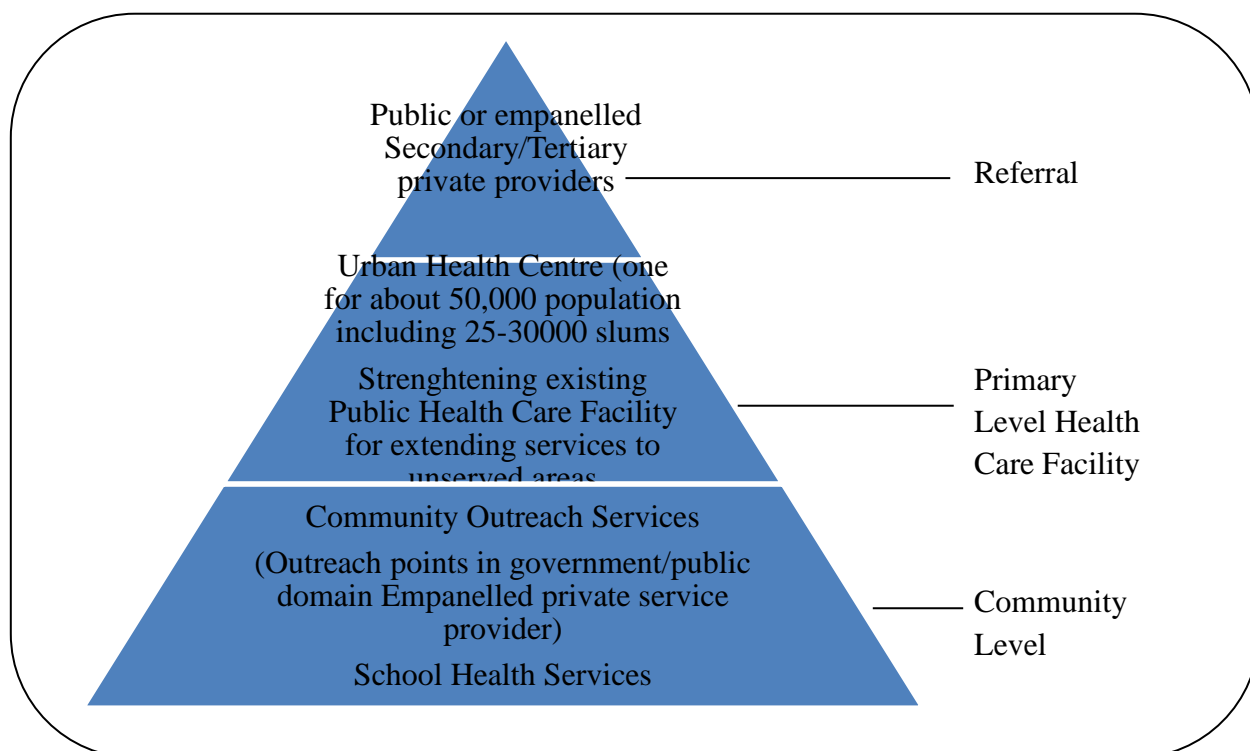 Public or empanelled
Secondary/Tertiary
private providers
Referral
Urban Health Centre (one
for about 50,000 population
including 25-30000 slums
Strenghtening existing
Public Health Care Facility
for extending services to
unserved areas
Primary
Level Health
Care Facility
Community Outreach Services
(Outreach points in government/public
domain Empanelled private service
provider)
School Health Services
Community
Level